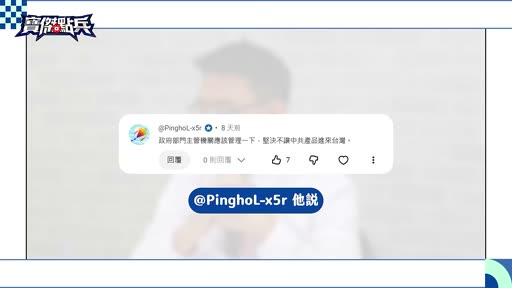 寶傑點兵
@PinghoL-x5r • 8 天前
政府部門主管機關應該管理一下，堅決不讓中共產品進來台灣。
回覆 0 則回覆 7
@PinghoL-x5r 他說